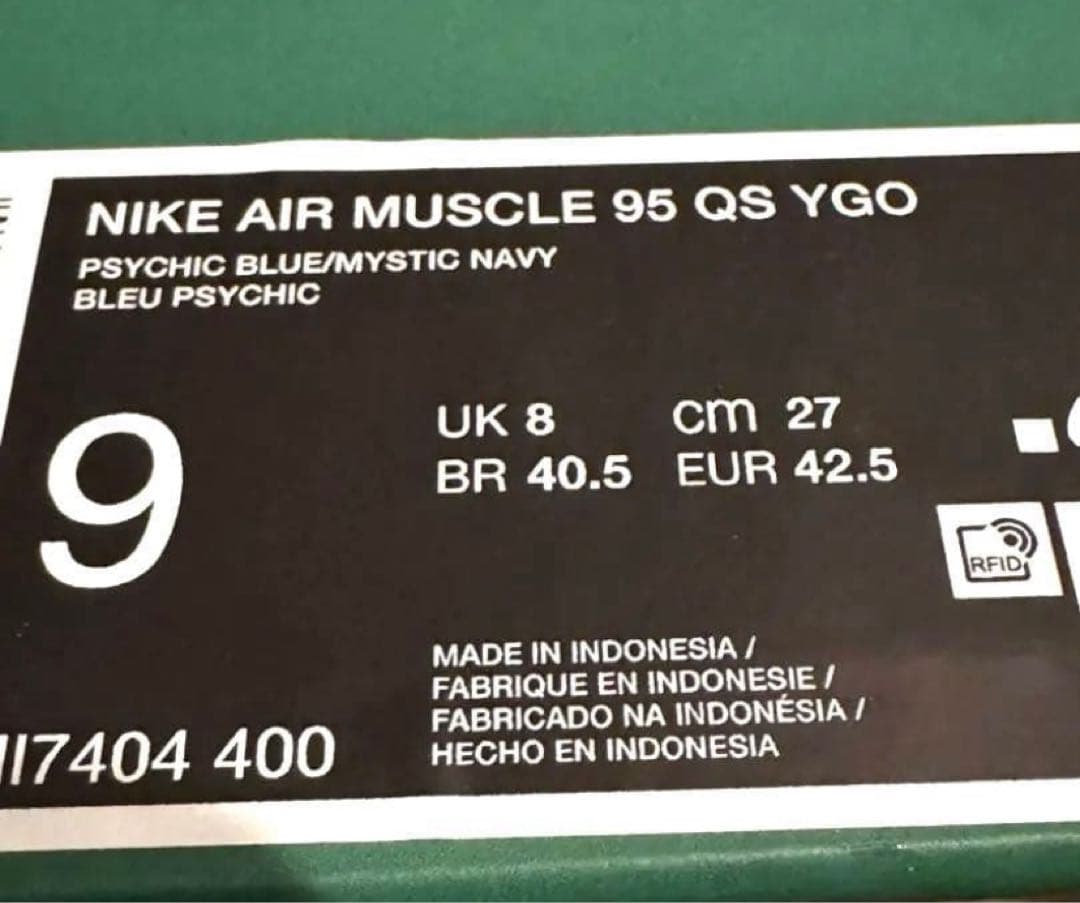 NIKE AIR MUSCLE 95 QS YGO
PSYCHIC BLUE/MYSTIC NAVY
BLEU PSYCHIC
9
UK 8 cm 27
BR 40.5 EUR 42.5
RFID
MADE IN INDONESIA /
FABRIQUE EN INDONESIE /
FABRICADO NA INDONÉSIA /
HECHO EN INDONESIA
II7404 400